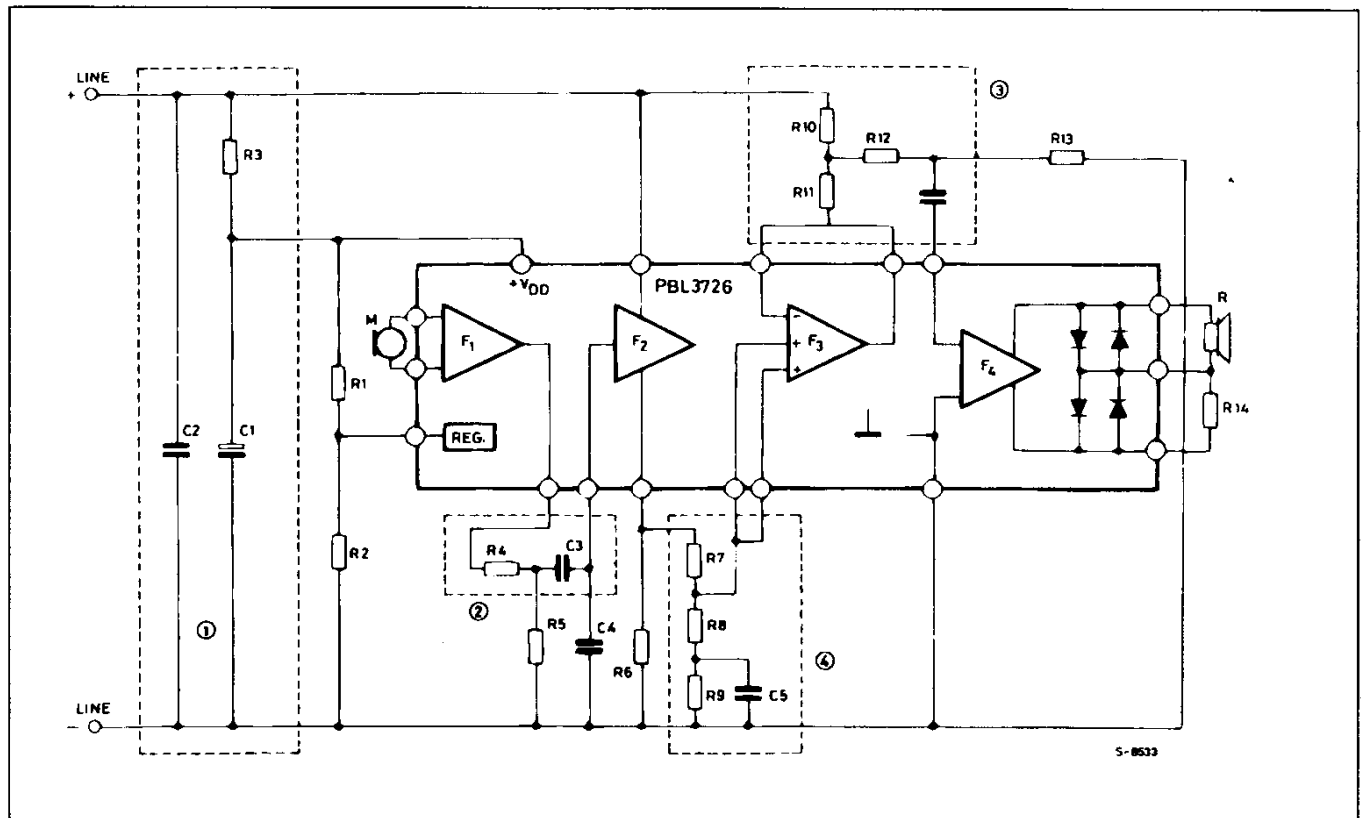 LINE
+
③
R10
R12
R13
R3
R11
+VDD
PBL3726
M
F1
F2
-
+
+
F3
F4
R
R1
R14
C2
C1
REG.
R4
C3
R7
②
R2
R5
C4
R8
①
R6
④
R9
C5
LINE
-
S-8533